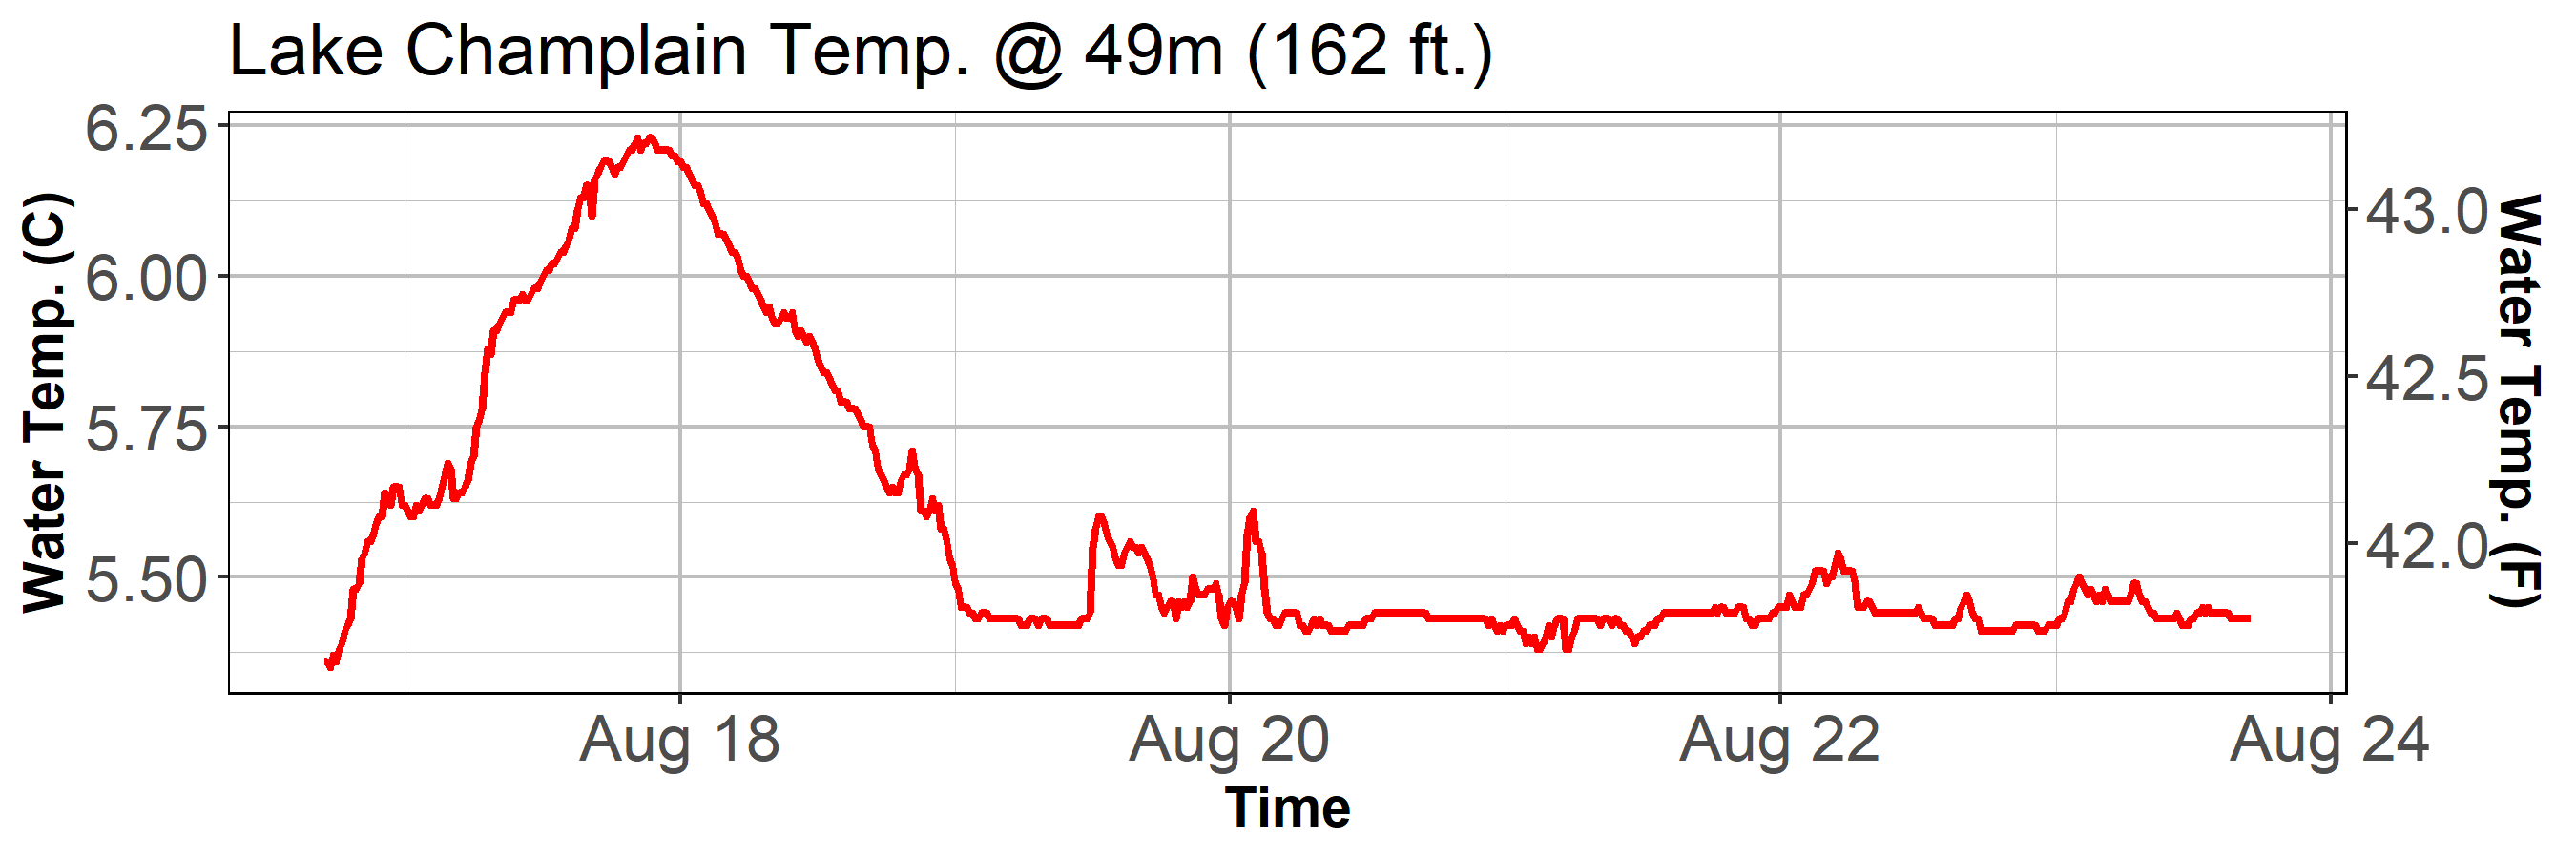 Lake Champlain Temp. @ 49m (162 ft.)
Water Temp. (C)
6.25
6.00
5.75
5.50
43.0
42.5
42.0
Water Temp. (F)
Aug 18 Aug 20 Aug 22 Aug 24
Time